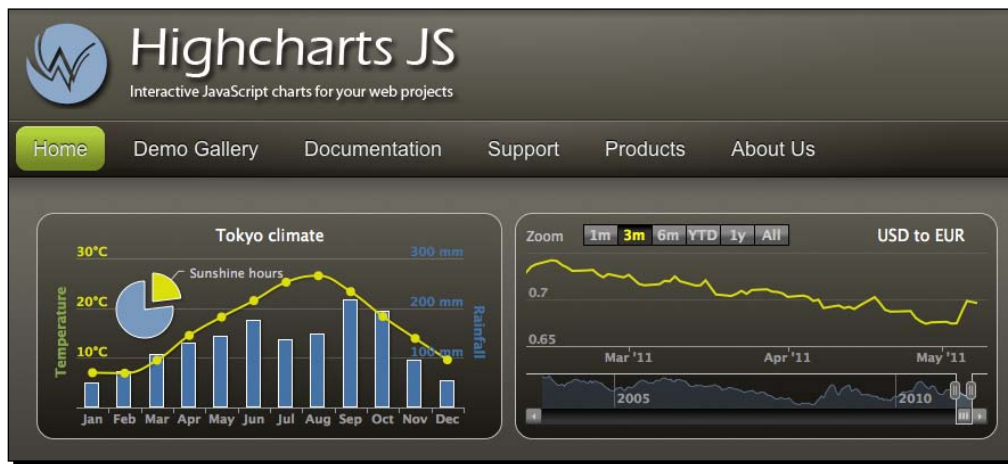 Highcharts JS
Interactive JavaScript charts for your web projects
Home Demo Gallery Documentation Support Products About Us
Tokyo climate
30°C 300 mm
Sunshine hours
20°C 200 mm
10°C 100 mm
Temperature
Rainfall
Jan Feb Mar Apr May Jun Jul Aug Sep Oct Nov Dec
Zoom 1m 3m 6m YTD 1y All USD to EUR
0.7
0.65
Mar '11 Apr '11 May '11
2005 2010